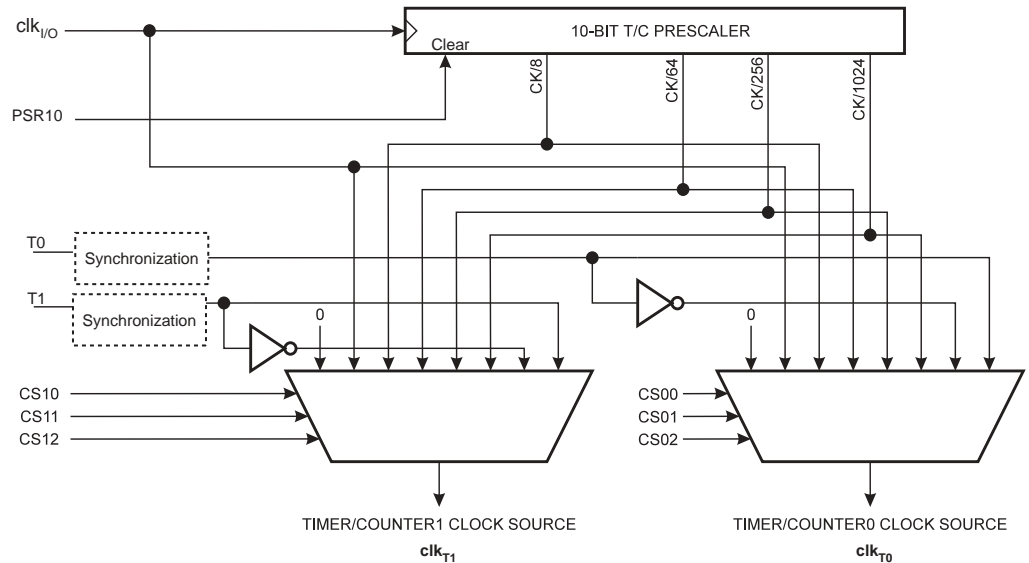 clkI/O
10-BIT T/C PRESCALER
Clear
CK/8
CK/64
CK/256
CK/1024
PSR10
T0
Synchronization
T1
Synchronization
0
0
CS10
CS11
CS12
CS00
CS01
CS02
TIMER/COUNTER1 CLOCK SOURCE
clkT1
TIMER/COUNTER0 CLOCK SOURCE
clkT0